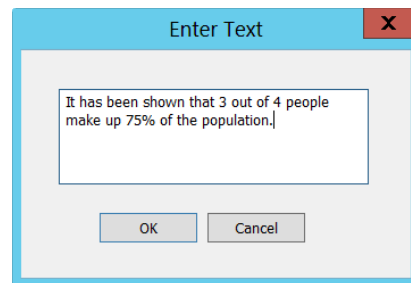 Enter Text
X
It has been shown that 3 out of 4 people
make up 75% of the population.
OK
Cancel